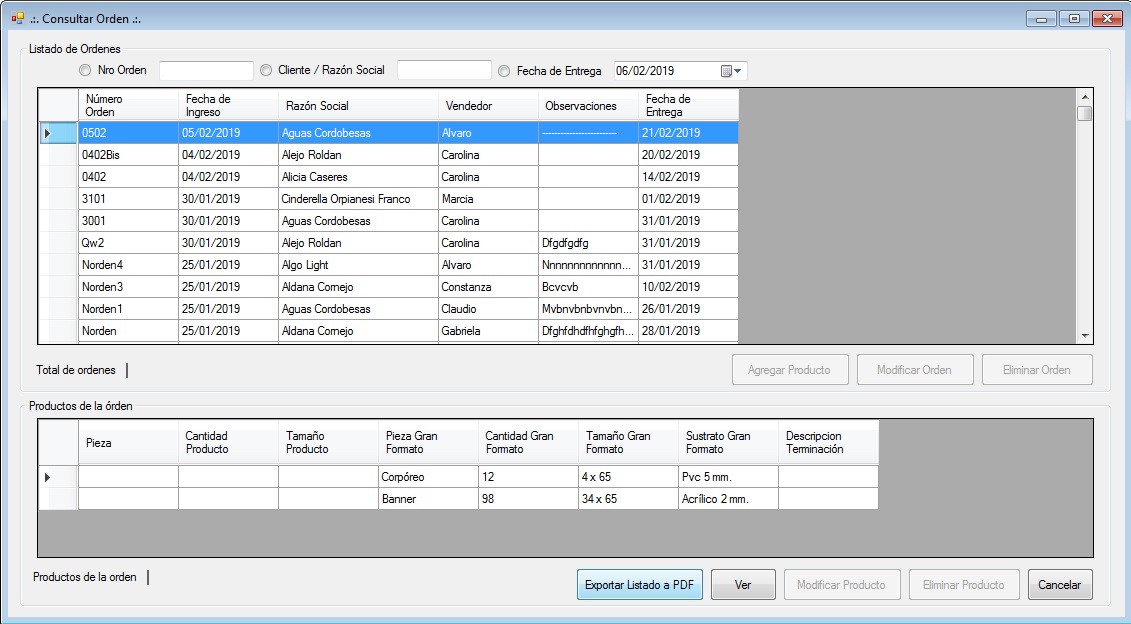 .:. Consultar Orden .:.
Listado de Ordenes
Nro Orden Cliente / Razón Social Fecha de Entrega 06/02/2019
Número Orden Fecha de Ingreso Razón Social Vendedor Observaciones Fecha de Entrega
0502 05/02/2019 Aguas Cordobesas Alvaro ------------------------- 21/02/2019
0402Bis 04/02/2019 Alejo Roldan Carolina 20/02/2019
0402 04/02/2019 Alicia Caseres Carolina 14/02/2019
3101 30/01/2019 Cinderella Orpianesi Franco Marcia 01/02/2019
3001 30/01/2019 Aguas Cordobesas Carolina 31/01/2019
Qw2 30/01/2019 Alejo Roldan Carolina Dfgdfgdfg 31/01/2019
Norden4 25/01/2019 Algo Light Alvaro Nnnnnnnnnnnnn... 31/01/2019
Norden3 25/01/2019 Aldana Cornejo Constanza Bcvcvb 10/02/2019
Norden1 25/01/2019 Aguas Cordobesas Claudio Mvbnvbnbvnvbn... 26/01/2019
Norden 25/01/2019 Aldana Cornejo Gabriela Dfghfdhdfhfghgfh... 28/01/2019
Total de ordenes
Agregar Producto Modificar Orden Eliminar Orden
Productos de la órden
Pieza Cantidad Producto Tamaño Producto Pieza Gran Formato Cantidad Gran Formato Tamaño Gran Formato Sustrato Gran Formato Descripcion Terminación
Corpóreo 12 4 x 65 Pvc 5 mm.
Banner 98 34 x 65 Acrílico 2 mm.
Productos de la orden
Exportar Listado a PDF Ver Modificar Producto Eliminar Producto Cancelar